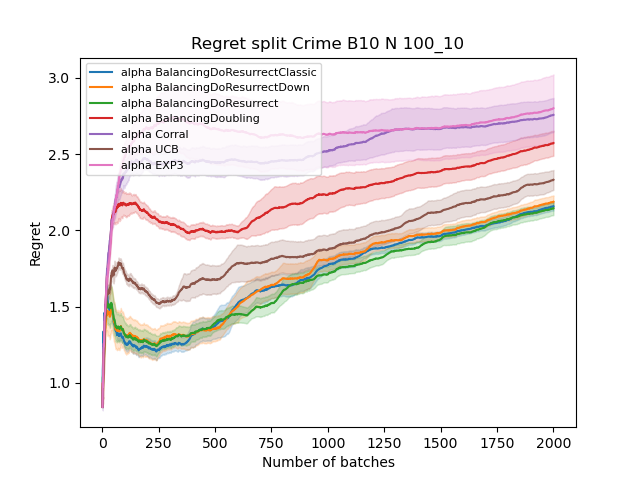 Regret split Crime B10 N 100_10
alpha BalancingDoResurrectClassic
alpha BalancingDoResurrectDown
alpha BalancingDoResurrect
alpha BalancingDoubling
alpha Corral
alpha UCB
alpha EXP3
Regret
3.0
2.5
2.0
1.5
1.0
0 250 500 750 1000 1250 1500 1750 2000
Number of batches